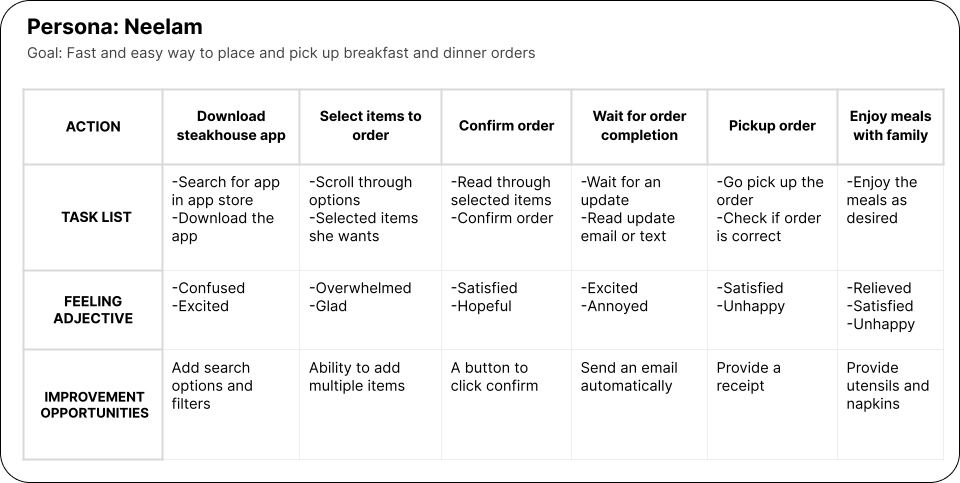 Persona: Neelam
Goal: Fast and easy way to place and pick up breakfast and dinner orders
ACTION
Download
steakhouse app
Select items to
order
Confirm order
Wait for order
completion
Pickup order
Enjoy meals
with family
TASK LIST
-Search for app
in app store
-Download the
app
-Scroll through
options
-Selected items
she wants
-Read through
selected items
-Confirm order
-Wait for an
update
-Read update
email or text
-Go pick up the
order
-Check if order
is correct
-Enjoy the
meals as
desired
FEELING
ADJECTIVE
-Confused
-Excited
-Overwhelmed
-Glad
-Satisfied
-Hopeful
-Excited
-Annoyed
-Satisfied
-Unhappy
-Relieved
-Satisfied
-Unhappy
IMPROVEMENT
OPPORTUNITIES
Add search
options and
filters
Ability to add
multiple items
A button to
click confirm
Send an email
automatically
Provide a
receipt
Provide
utensils and
napkins